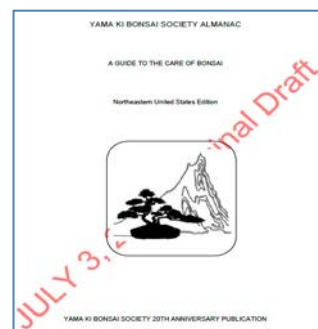 YAMA KI BONSAI SOCIETY ALMANAC
A GUIDE TO THE CARE OF BONSAI
Northeastern United States Edition
JULY 3, Draft
YAMA KI BONSAI SOCIETY 20TH ANNIVERSARY PUBLICATION